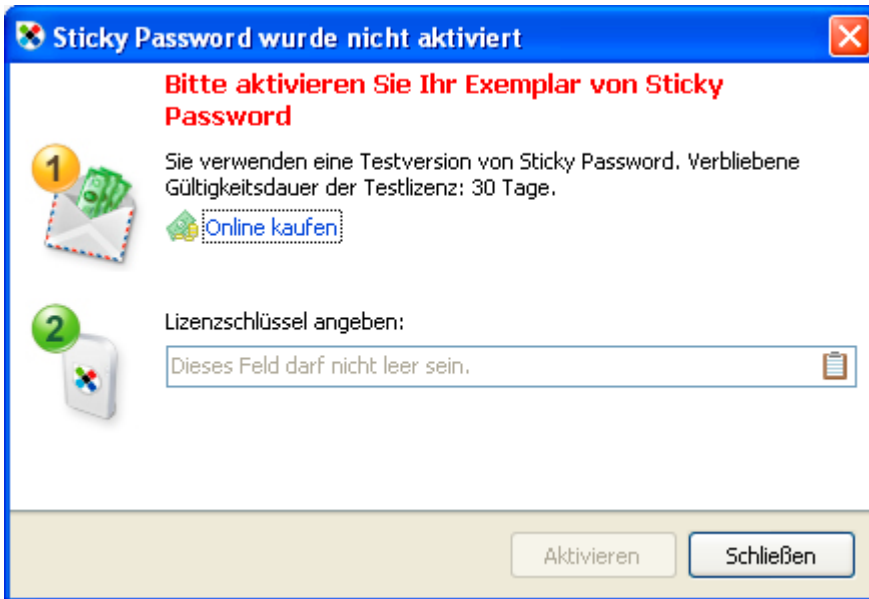 Sticky Password wurde nicht aktiviert
Bitte aktivieren Sie Ihr Exemplar von Sticky
Password
1
Sie verwenden eine Testversion von Sticky Password. Verbliebene
Gültigkeitsdauer der Testlizenz: 30 Tage.
Online kaufen
2
Lizenzschlüssel angeben:
Dieses Feld darf nicht leer sein.
Aktivieren
Schließen